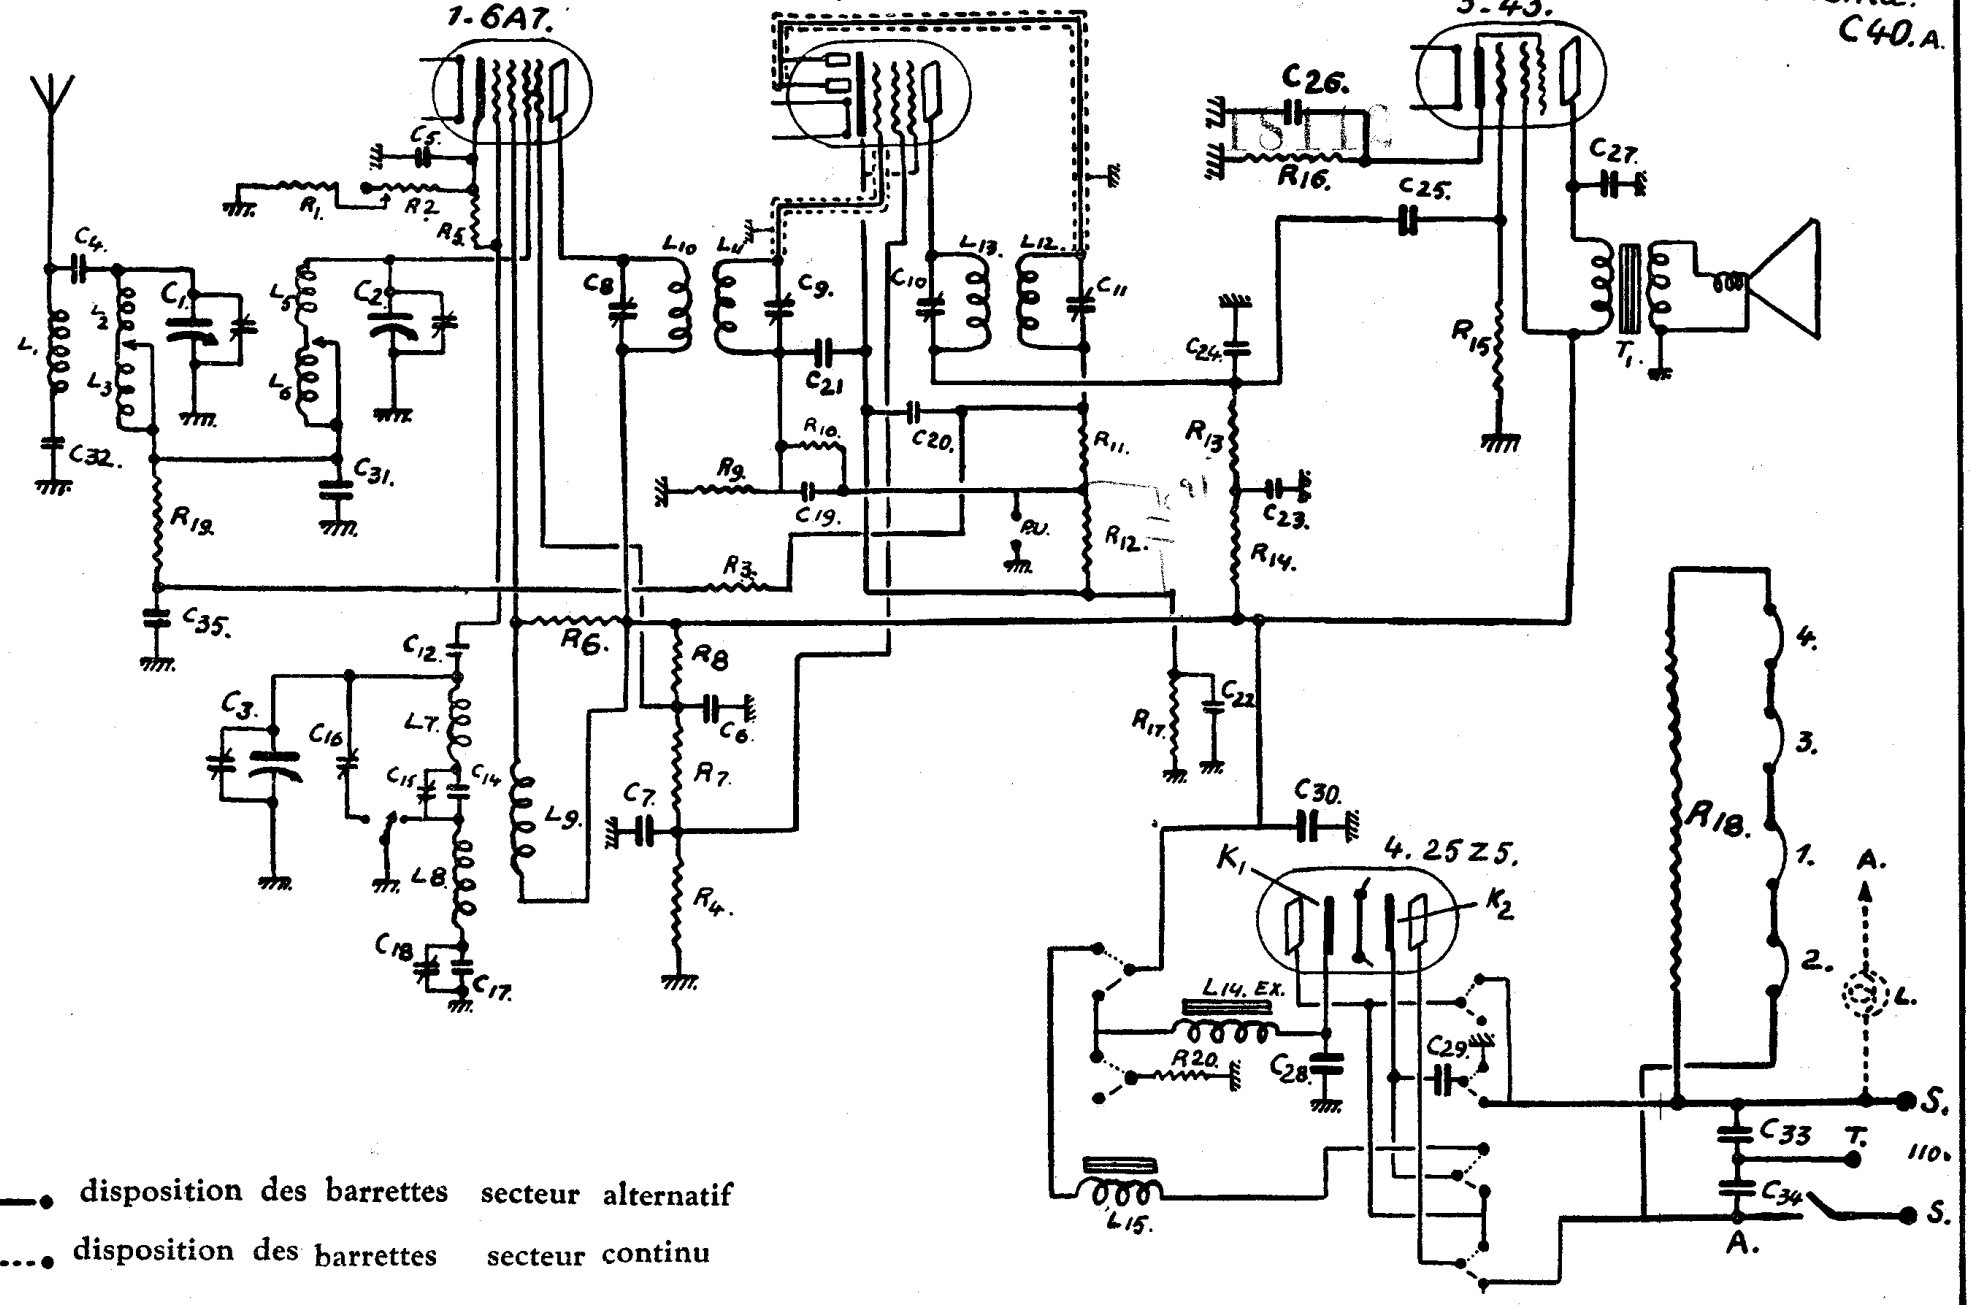 1. 6A7.
3. 43.
C40.A.
C26.
C5.
R16.
C27.
R1.
R2
C25.
R5
C4.
L10
L11
L13.
L12.
C1.
L5
C2.
C8
C9.
C10
C11
L2
L1
R15
T1.
C24.
L3
L6
C21
R10.
C20.
R11.
R13
C32.
C31.
R9.
C19.
P.U.
C23.
R19.
R12.
R14.
R3.
C35.
C12.
R6.
R8
4.
C22
C3.
L7.
C16
C6.
R17.
3.
C15
C14
R7.
C30.
L9.
C7.
R18.
L8.
K1
4. 25Z5.
1.
A.
R4.
K2
C18
2.
C17.
L14. EX.
L.
R20.
C28.
C29.
S.
C33
T.
110v
C34
S.
L15.
A.
disposition des barrettes secteur alternatif
disposition des barrettes secteur continu